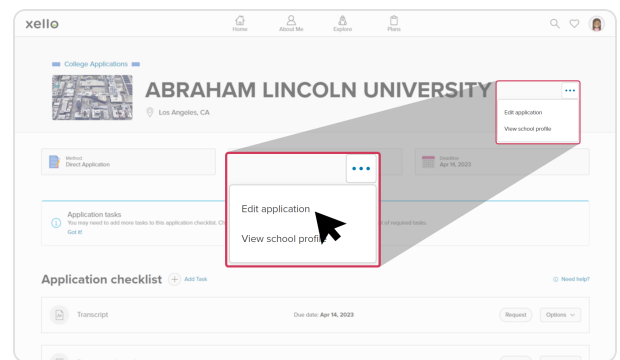 xello
Home
About Me
Explore
Plans
College Applications
ABRAHAM LINCOLN UNIVERSITY
Los Angeles, CA
Edit application
View school profile
Method
Direct Application
Deadline
Apr 18, 2023
Edit application
View school profile
Application tasks
You may need to add more tasks to this application checklist.
of required tasks.
Got it!
Application checklist
Add Task
Need help?
Transcript
Due date: Apr 14, 2023
Request
Options